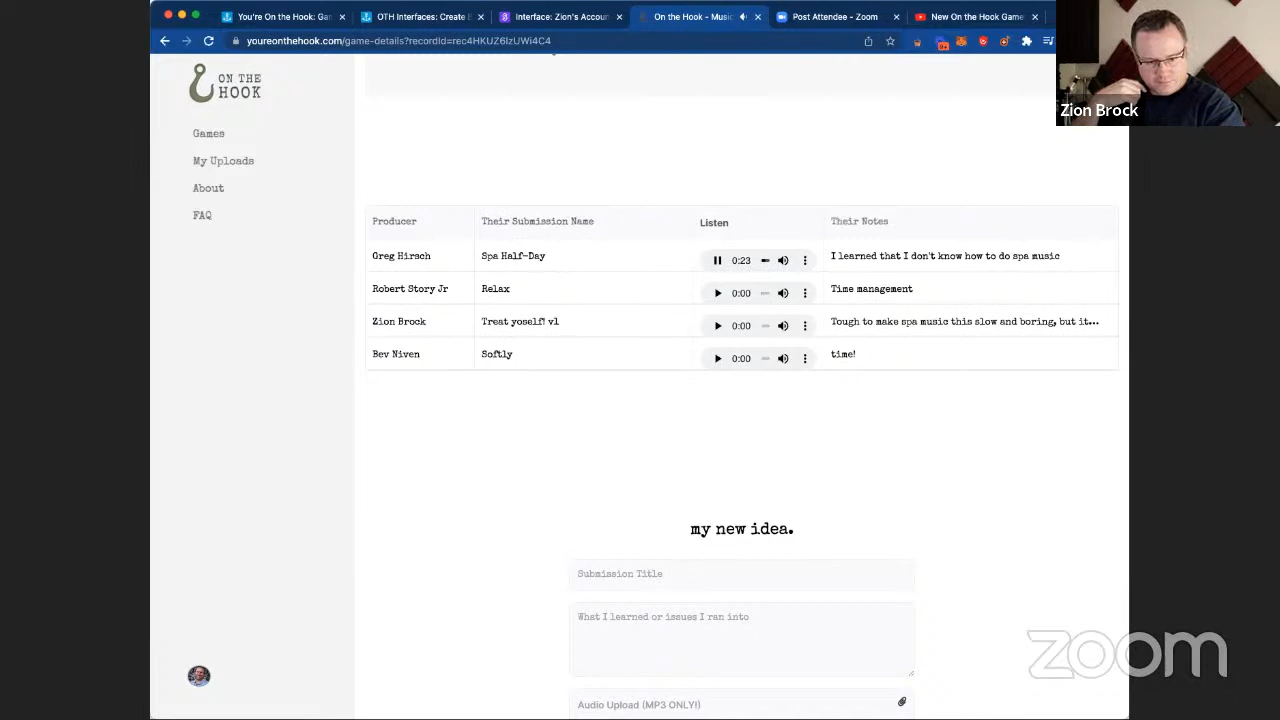 You're On the Hook: Gam
OTH Interfaces: Create B
Interface: Zion's Accoun
On the Hook - Music
Post Attendee - Zoom
New On the Hook Game
youreonthehook.com/game-details?recordId=rec4HKUZ6IzUWi4C4
Zion Brock
ON THE
HOOK
Games
My Uploads
About
FAQ
Producer Their Submission Name Listen Their Notes
Greg Hirsch Spa Half-Day 0:23 I learned that I don't know how to do spa music
Robert Story Jr Relax 0:00 Time management
Zion Brock Treat yoself! v1 0:00 Tough to make spa music this slow and boring, but it...
Bev Niven Softly 0:00 time!
my new idea.
Submission Title
What I learned or issues I ran into
Audio Upload (MP3 ONLY!)
zoom